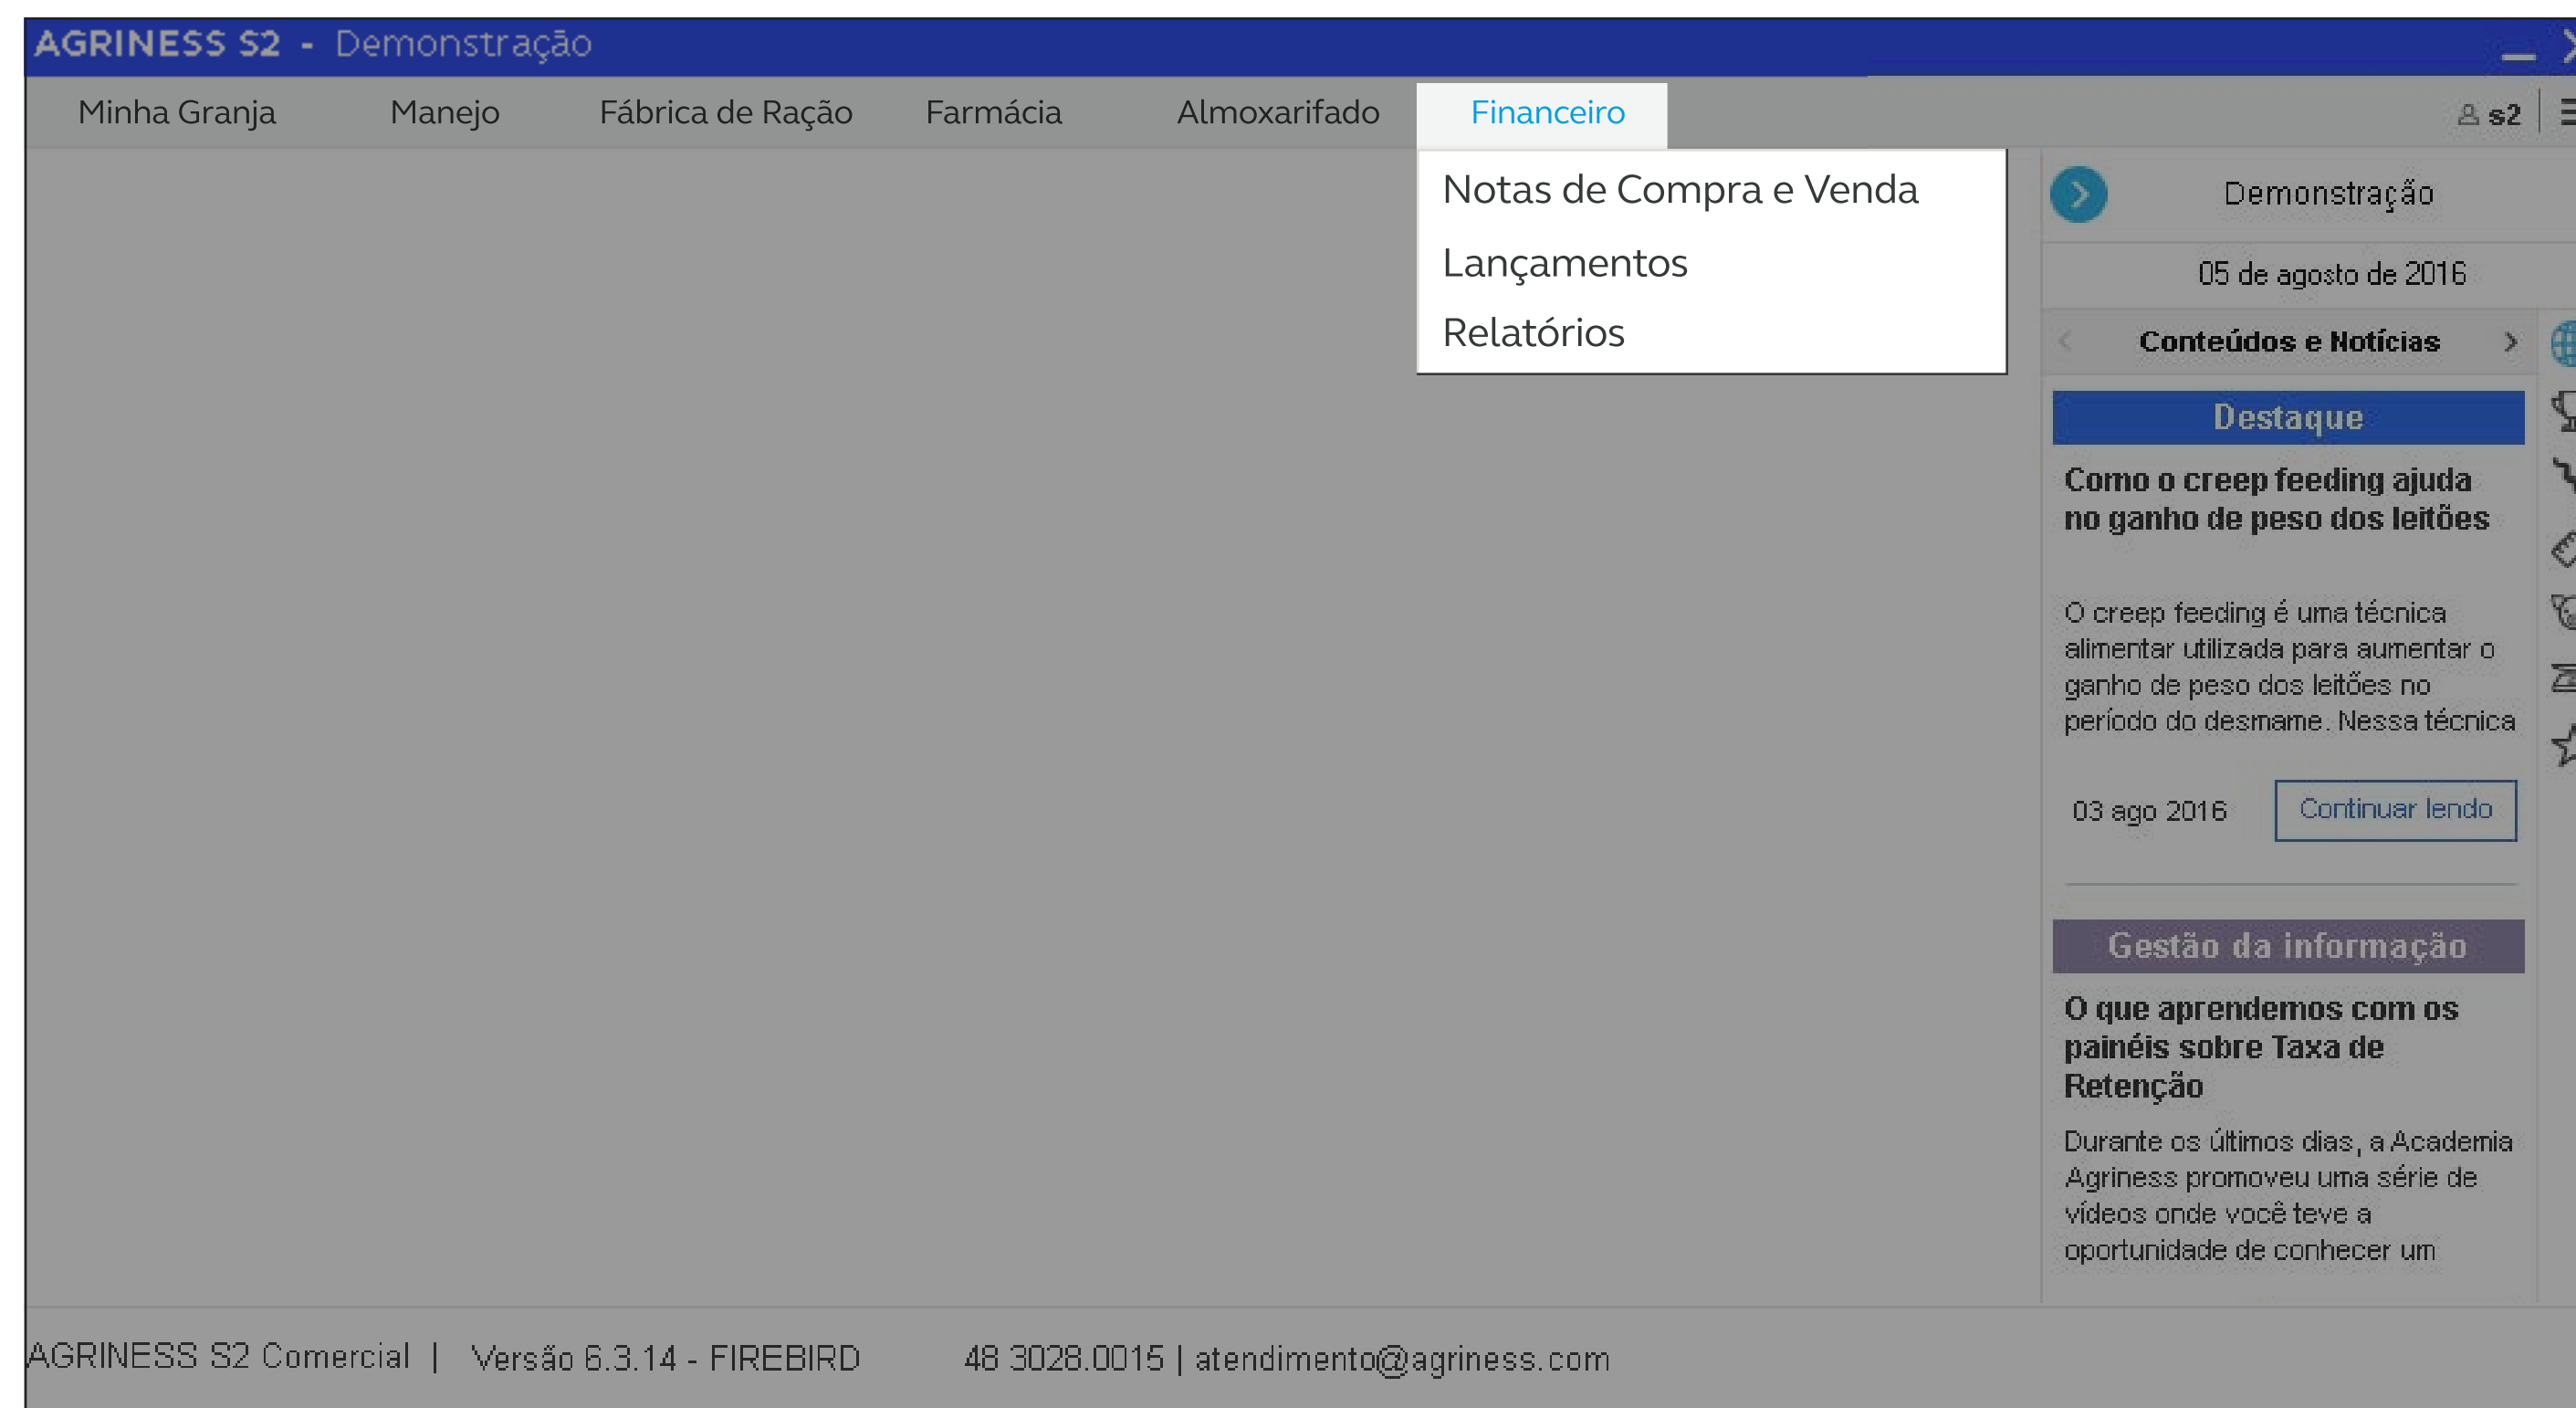 AGRINESS S2 - Demonstração
Minha Granja Manejo Fábrica de Ração Farmácia Almoxarifado Financeiro s2
Notas de Compra e Venda
Lançamentos
Relatórios
Demonstração
05 de agosto de 2016
Conteúdos e Notícias
Destaque
Como o creep feeding ajuda
no ganho de peso dos leitões
O creep feeding é uma técnica
alimentar utilizada para aumentar o
ganho de peso dos leitões no
período do desmame. Nessa técnica
03 ago 2016 Continuar lendo
Gestão da informação
O que aprendemos com os
painéis sobre Taxa de
Retenção
Durante os últimos dias, a Academia
Agriness promoveu uma série de
vídeos onde você teve a
oportunidade de conhecer um
AGRINESS S2 Comercial | Versão 6.3.14 - FIREBIRD 48 3028.0015 | atendimento@agriness.com